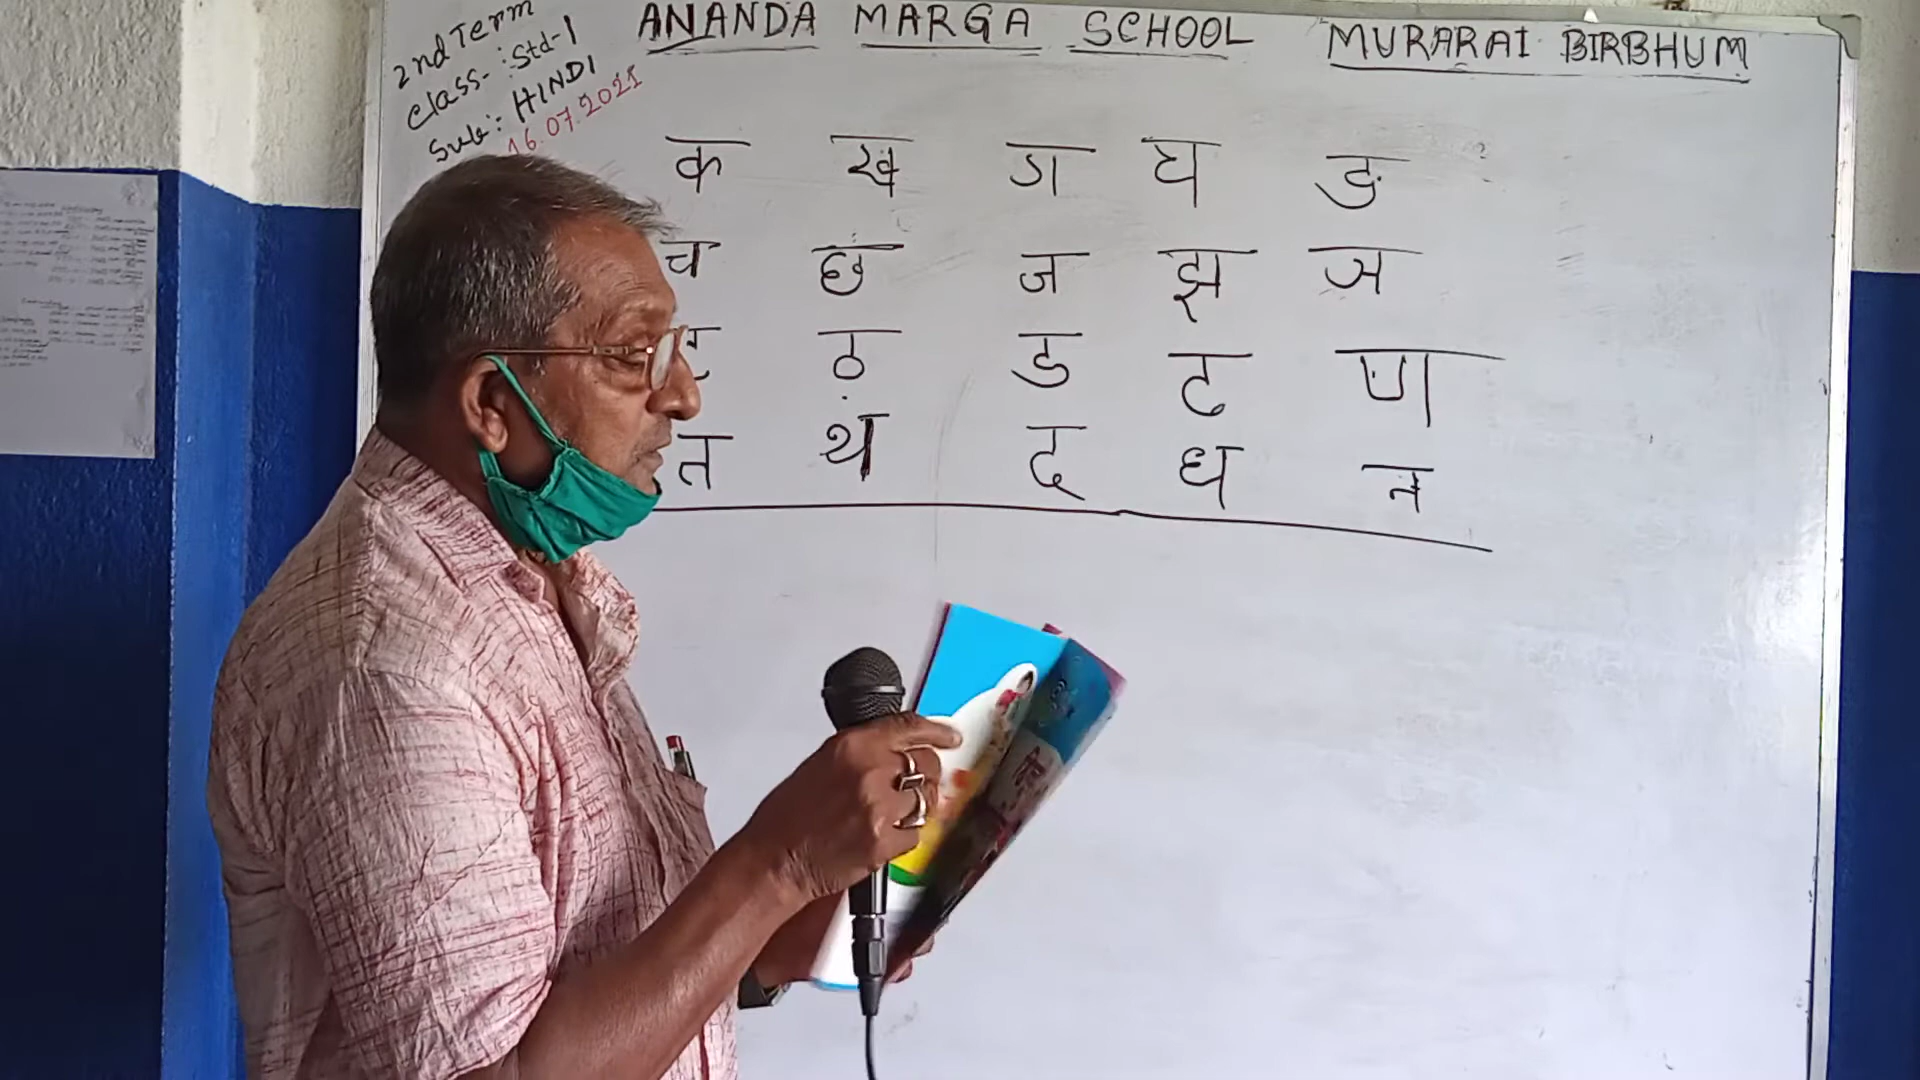 2nd Term
Class-:Std-1
Sub: HINDI
16.07.2021
ANANDA MARGA SCHOOL MURARAI BIRBHUM
क ख ग घ ङ
च छ ज झ ञ
ट ठ ड ढ ण
त थ द ध न